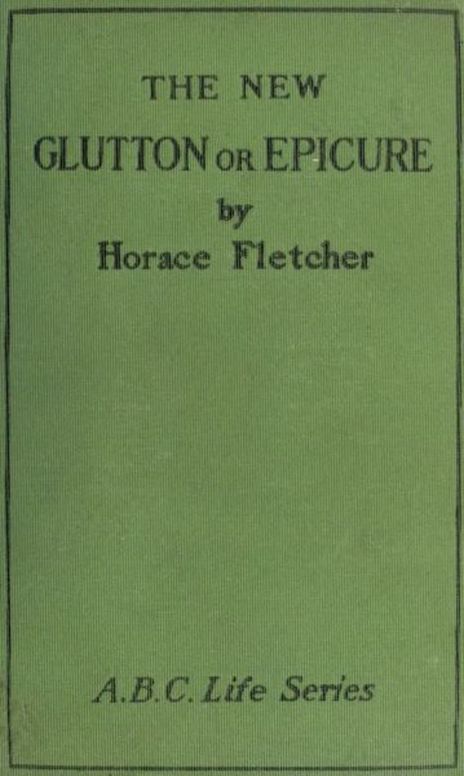 THE NEW
GLUTTON OR EPICURE
by
Horace Fletcher
A.B.C. Life Series